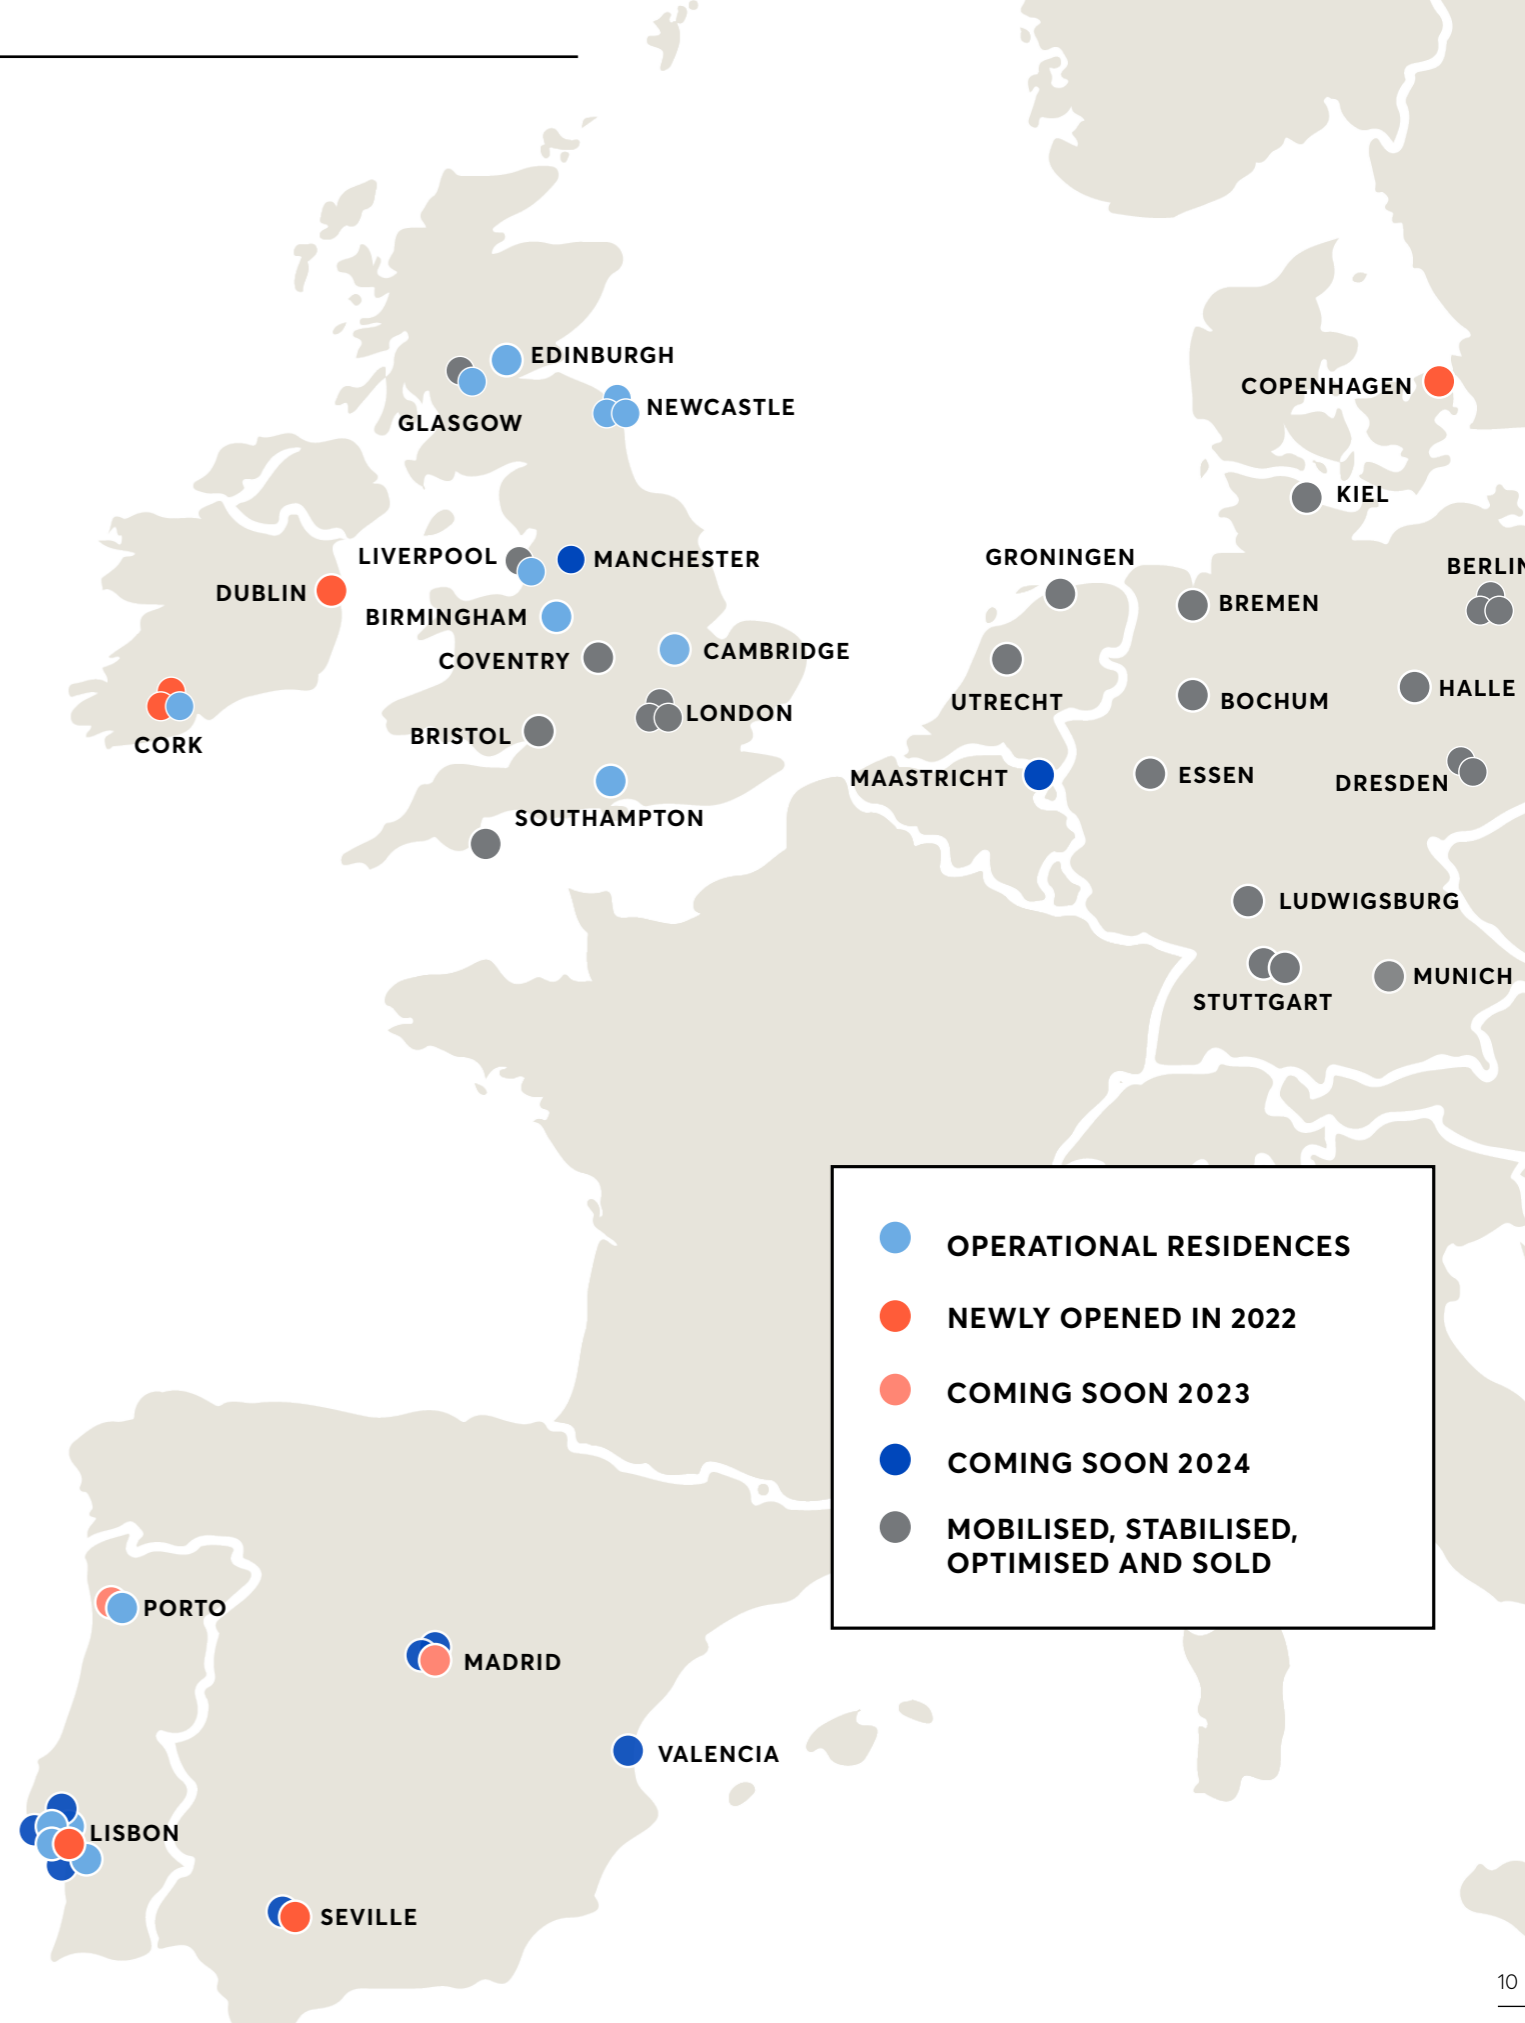 EDINBURGH
COPENHAGEN
NEWCASTLE
GLASGOW
KIEL
LIVERPOOL
MANCHESTER
GRONINGEN
BERLIN
DUBLIN
BREMEN
BIRMINGHAM
CAMBRIDGE
COVENTRY
HALLE
UTRECHT
BOCHUM
LONDON
BRISTOL
CORK
MAASTRICHT
ESSEN
DRESDEN
SOUTHAMPTON
LUDWIGSBURG
MUNICH
STUTTGART
OPERATIONAL RESIDENCES
NEWLY OPENED IN 2022
COMING SOON 2023
COMING SOON 2024
MOBILISED, STABILISED,
OPTIMISED AND SOLD
PORTO
MADRID
VALENCIA
LISBON
SEVILLE
10